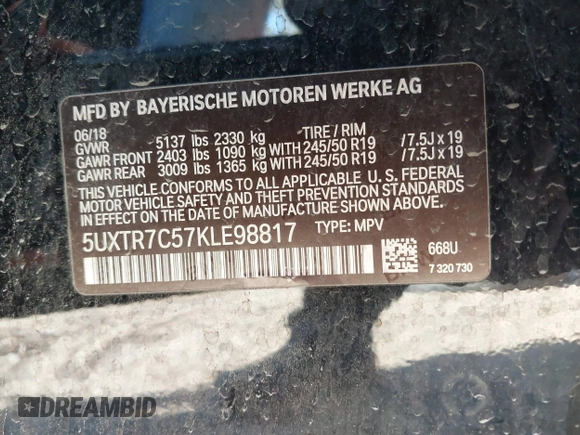 MFD BY BAYERISCHE MOTOREN WERKE AG
06/18
GVWR 5137 lbs 2330 kg TIRE / RIM
GAWR FRONT 2403 lbs 1090 kg WITH 245/50 R19 /7.5J x 19
GAWR REAR 3009 lbs 1365 kg WITH 245/50 R19 /7.5J x 19
THIS VEHICLE CONFORMS TO ALL APPLICABLE U.S. FEDERAL
MOTOR VEHICLE SAFETY AND THEFT PREVENTION STANDARDS
IN EFFECT ON THE DATE OF MANUFACTURE SHOWN ABOVE.
5UXTR7C57KLE98817 TYPE: MPV
668U
7 320 730
DREAMBID